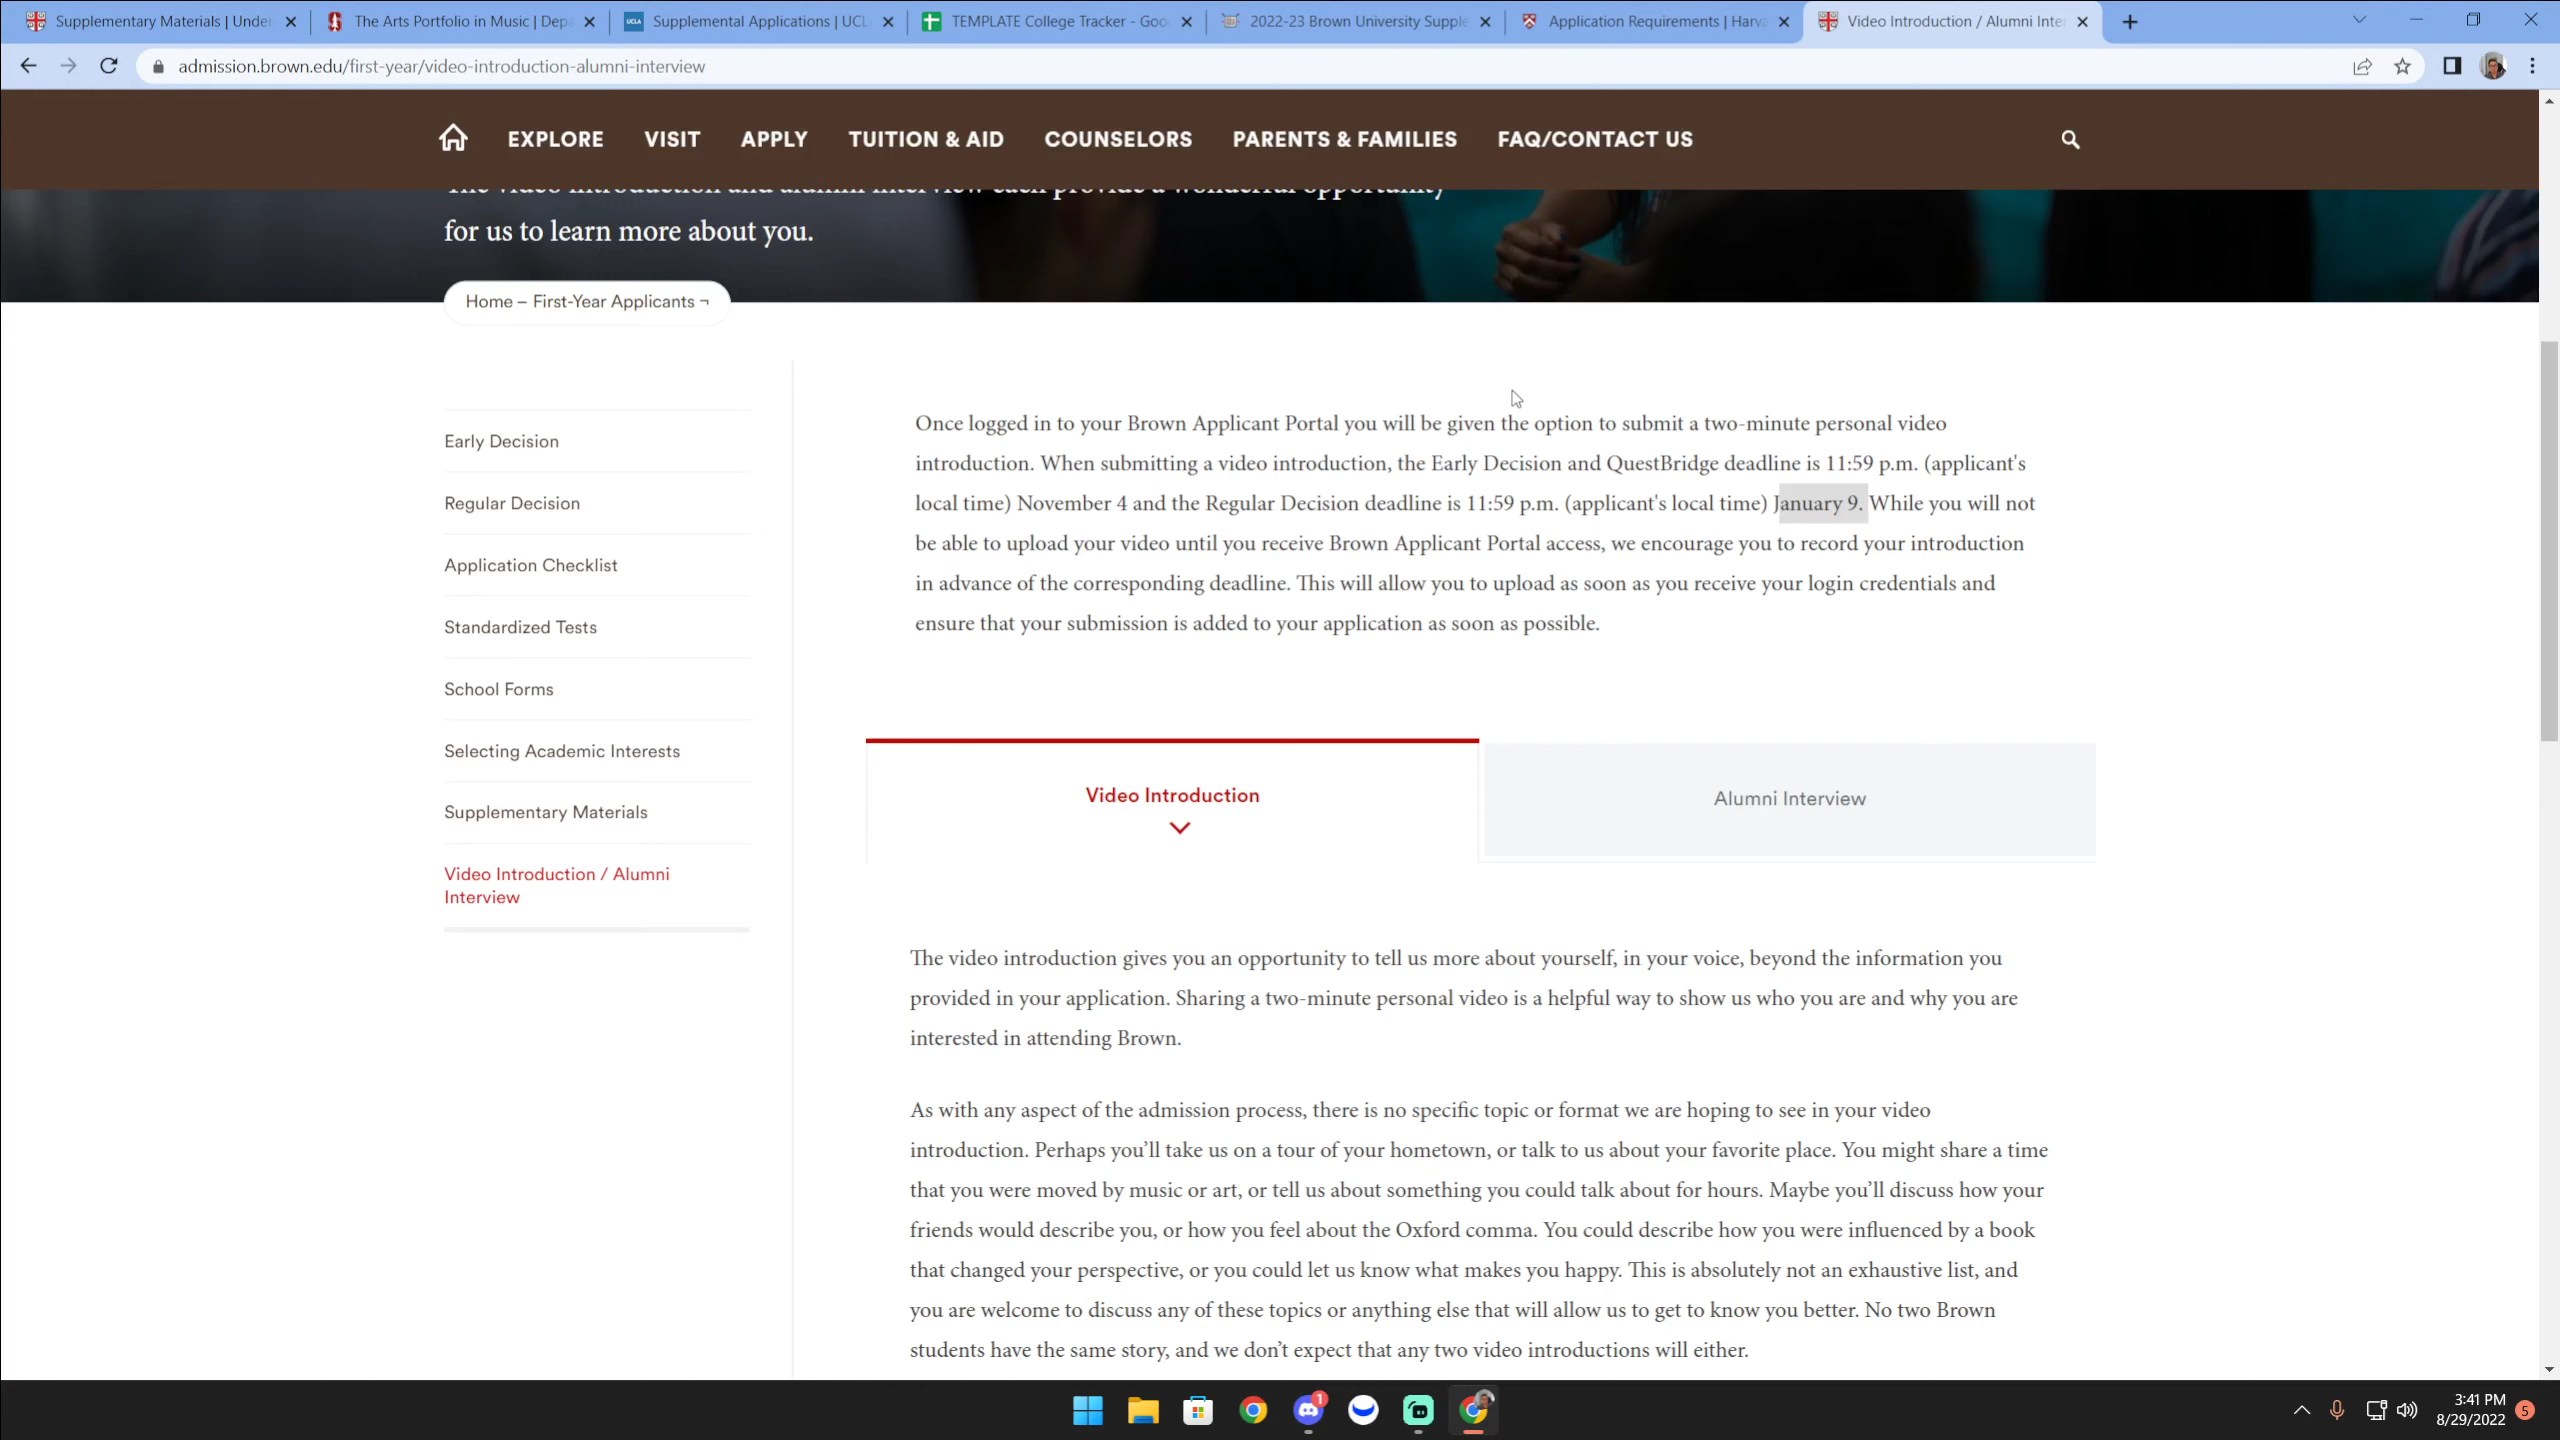 Supplementary Materials | Under
The Arts Portfolio in Music | Dep
UCLA
Supplemental Applications | UCL
TEMPLATE College Tracker - Goo
2022-23 Brown University Supple
Application Requirements | Harva
Video Introduction / Alumni Inter
admission.brown.edu/first-year/video-introduction-alumni-interview
EXPLORE VISIT APPLY TUITION & AID COUNSELORS PARENTS & FAMILIES FAQ/CONTACT US
The video introduction and alumni interview each provide a wonderful opportunity
for us to learn more about you.
Home – First-Year Applicants ¬
Early Decision
Regular Decision
Application Checklist
Standardized Tests
School Forms
Selecting Academic Interests
Supplementary Materials
Video Introduction / Alumni
Interview
Once logged in to your Brown Applicant Portal you will be given the option to submit a two-minute personal video
introduction. When submitting a video introduction, the Early Decision and QuestBridge deadline is 11:59 p.m. (applicant's
local time) November 4 and the Regular Decision deadline is 11:59 p.m. (applicant's local time) January 9. While you will not
be able to upload your video until you receive Brown Applicant Portal access, we encourage you to record your introduction
in advance of the corresponding deadline. This will allow you to upload as soon as you receive your login credentials and
ensure that your submission is added to your application as soon as possible.
Video Introduction
Alumni Interview
The video introduction gives you an opportunity to tell us more about yourself, in your voice, beyond the information you
provided in your application. Sharing a two-minute personal video is a helpful way to show us who you are and why you are
interested in attending Brown.
As with any aspect of the admission process, there is no specific topic or format we are hoping to see in your video
introduction. Perhaps you’ll take us on a tour of your hometown, or talk to us about your favorite place. You might share a time
that you were moved by music or art, or tell us about something you could talk about for hours. Maybe you’ll discuss how your
friends would describe you, or how you feel about the Oxford comma. You could describe how you were influenced by a book
that changed your perspective, or you could let us know what makes you happy. This is absolutely not an exhaustive list, and
you are welcome to discuss any of these topics or anything else that will allow us to get to know you better. No two Brown
students have the same story, and we don’t expect that any two video introductions will either.
1
3:41 PM
8/29/2022
5